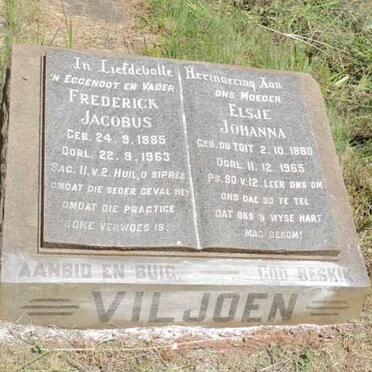 In Liefdevolle
'n Eggenoot en Vader
Frederick
Jacobus
Geb. 24.9.1885
Oorl. 22.9.1963
Sag. 11.v.2. Huil, o sipres
omdat die seder geval het
omdat die practige
bome verwoes is!
Herinnering Aan
ons Moeder
Elsje
Johanna
Geb. du Toit 2.10.1888
Oorl. 11.12.1965
Ps. 90 v.12. Leer ons om
ons dae so te tel
dat ons 'n wyse hart
mag bekom!
Aanbid en buig. God beskik
Viljoen